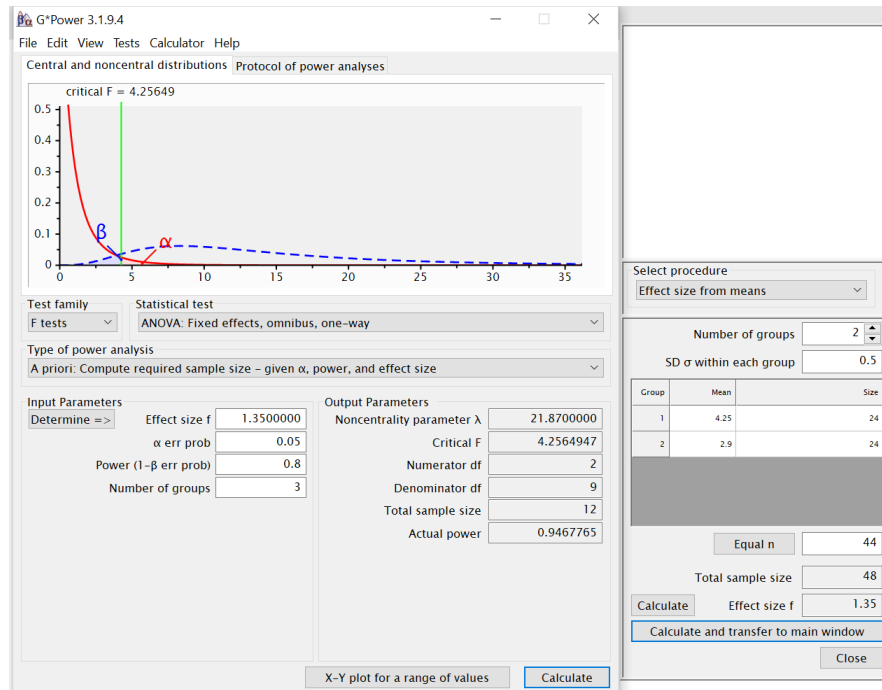 βα G*Power 3.1.9.4
File Edit View Tests Calculator Help
Central and noncentral distributions Protocol of power analyses
critical F = 4.25649
0.5
0.4
0.3
0.2
0.1
0
β
α
0 5 10 15 20 25 30 35
Test family Statistical test
F tests ANOVA: Fixed effects, omnibus, one-way
Type of power analysis
A priori: Compute required sample size – given α, power, and effect size
Input Parameters Output Parameters
Determine => Effect size f 1.3500000 Noncentrality parameter λ 21.8700000
α err prob 0.05 Critical F 4.2564947
Power (1-β err prob) 0.8 Numerator df 2
Number of groups 3 Denominator df 9
Total sample size 12
Actual power 0.9467765
X-Y plot for a range of values Calculate
Select procedure
Effect size from means
Number of groups 2
SD σ within each group 0.5
Group Mean Size
1 4.25 24
2 2.9 24
Equal n 44
Total sample size 48
Calculate Effect size f 1.35
Calculate and transfer to main window
Close